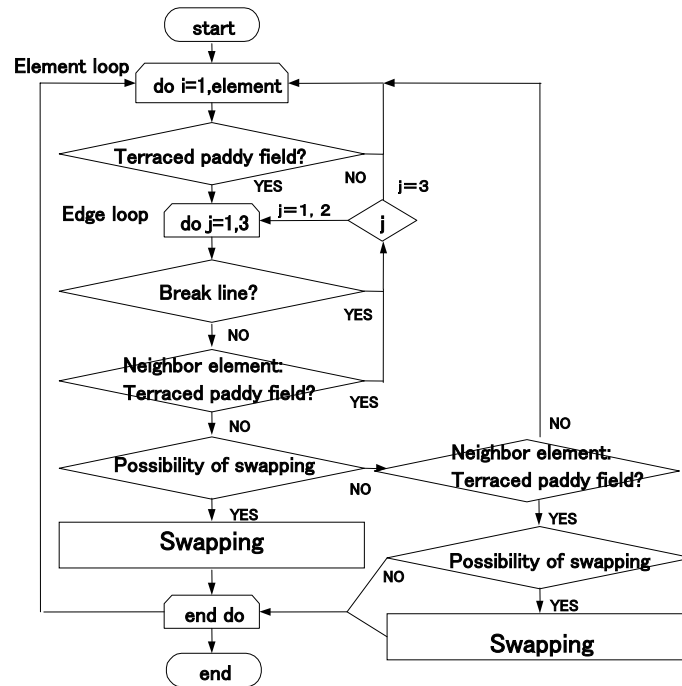 start
Element loop
do i=1,element
Terraced paddy field?
NO
YES
j=3
Edge loop
do j=1,3
j=1, 2
j
Break line?
YES
NO
Neighbor element:
Terraced paddy field?
YES
NO
NO
Possibility of swapping
NO
Neighbor element:
Terraced paddy field?
YES
YES
Swapping
Possibility of swapping
NO
YES
end do
Swapping
end